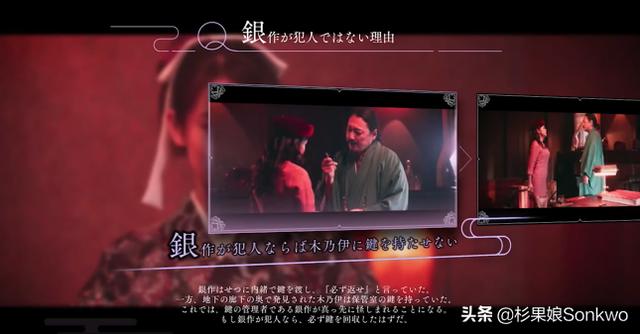 銀作が犯人ではない理由
銀作が犯人ならば木乃伊に鍵を持たせない
銀作はせつに内緒で鍵を渡し、『必ず返せ』と言っていた。
一方、地下の廊下の奥で発見された木乃伊は保管室の鍵を持っていた。
これでは、鍵の管理者である銀作が真っ先に怪しまれることになる。
もし銀作が犯人なら、必ず鍵を回収したはずだ。
头条 @杉果娘Sonkwo